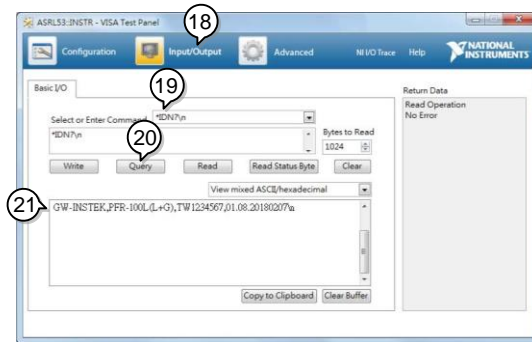 ASRL53::INSTR - VISA Test Panel
18
Configuration
Input/Output
Advanced
NI I/O Trace
Help
NATIONAL INSTRUMENTS
Basic I/O
Return Data
Read Operation
No Error
19
Select or Enter Command
*IDN?\n
*IDN?\n
20
Bytes to Read
1024
Write
Query
Read
Read Status Byte
Clear
View mixed ASCII/hexadecimal
21
GW-INSTEK,PFR-100L(L+G),TW1234567,01.08.20180207\n
Copy to Clipboard
Clear Buffer